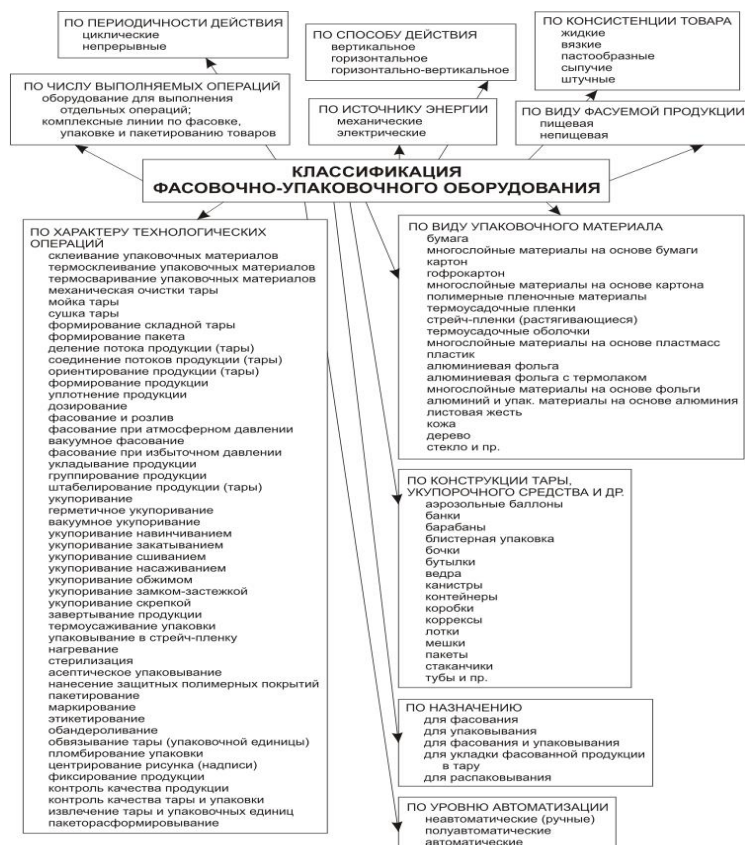 ПО ПЕРИОДИЧНОСТИ ДЕЙСТВИЯ
циклические
непрерывные
ПО СПОСОБУ ДЕЙСТВИЯ
вертикальное
горизонтальное
горизонтально-вертикальное
ПО КОНСИСТЕНЦИИ ТОВАРА
жидкие
вязкие
пастообразные
сыпучие
штучные
ПО ЧИСЛУ ВЫПОЛНЯЕМЫХ ОПЕРАЦИЙ
оборудование для выполнения
отдельных операций;
комплексные линии по фасовке,
упаковке и пакетированию товаров
ПО ИСТОЧНИКУ ЭНЕРГИИ
механические
электрические
ПО ВИДУ ФАСУЕМОЙ ПРОДУКЦИИ
пищевая
непищевая
КЛАССИФИКАЦИЯ
ФАСОВОЧНО-УПАКОВОЧНОГО ОБОРУДОВАНИЯ
ПО ХАРАКТЕРУ ТЕХНОЛОГИЧЕСКИХ
ОПЕРАЦИЙ
склеивание упаковочных материалов
термосклеивание упаковочных материалов
термосваривание упаковочных материалов
механическая очистки тары
мойка тары
сушка тары
формирование складной тары
формирование пакета
деление потока продукции (тары)
соединение потоков продукции (тары)
ориентирование продукции (тары)
формирование продукции
уплотнение продукции
дозирование
фасование и розлив
фасование при атмосферном давлении
вакуумное фасование
фасование при избыточном давлении
укладывание продукции
группирование продукции
штабелирование продукции (тары)
укупоривание
герметичное укупоривание
вакуумное укупоривание
укупоривание навинчиванием
укупоривание закатыванием
укупоривание сшиванием
укупоривание насаживанием
укупоривание обжимом
укупоривание замком-застежкой
укупоривание скрепкой
завертывание продукции
термоусаживание упаковки
упаковывание в стрейч-пленку
нагревание
стерилизация
асептическое упаковывание
нанесение защитных полимерных покрытий
пакетирование
маркирование
этикетирование
обандероливание
обвязывание тары (упаковочной единицы)
пломбирование упаковки
центрирование рисунка (надписи)
фиксирование продукции
контроль качества продукции
контроль качества тары и упаковки
извлечение тары и упаковочных единиц
пакеторасформировывание
ПО ВИДУ УПАКОВОЧНОГО МАТЕРИАЛА
бумага
многослойные материалы на основе бумаги
картон
гофрокартон
многослойные материалы на основе картона
полимерные пленочные материалы
термоусадочные пленки
стрейч-пленки (растягивающиеся)
термоусадочные оболочки
многослойные материалы на основе пластмасс
пластик
алюминиевая фольга
алюминиевая фольга с термолаком
многослойные материалы на основе фольги
алюминий и упак. материалы на основе алюминия
листовая жесть
кожа
дерево
стекло и пр.
ПО КОНСТРУКЦИИ ТАРЫ,
УКУПОРОЧНОГО СРЕДСТВА И ДР.
аэрозольные баллоны
банки
барабаны
блистерная упаковка
бочки
бутылки
ведра
канистры
контейнеры
коробки
коррексы
лотки
мешки
пакеты
стаканчики
тубы и пр.
ПО НАЗНАЧЕНИЮ
для фасования
для упаковывания
для фасования и упаковывания
для укладки фасованной продукции
в тару
для распаковывания
ПО УРОВНЮ АВТОМАТИЗАЦИИ
неавтоматические (ручные)
полуавтоматические
автоматические